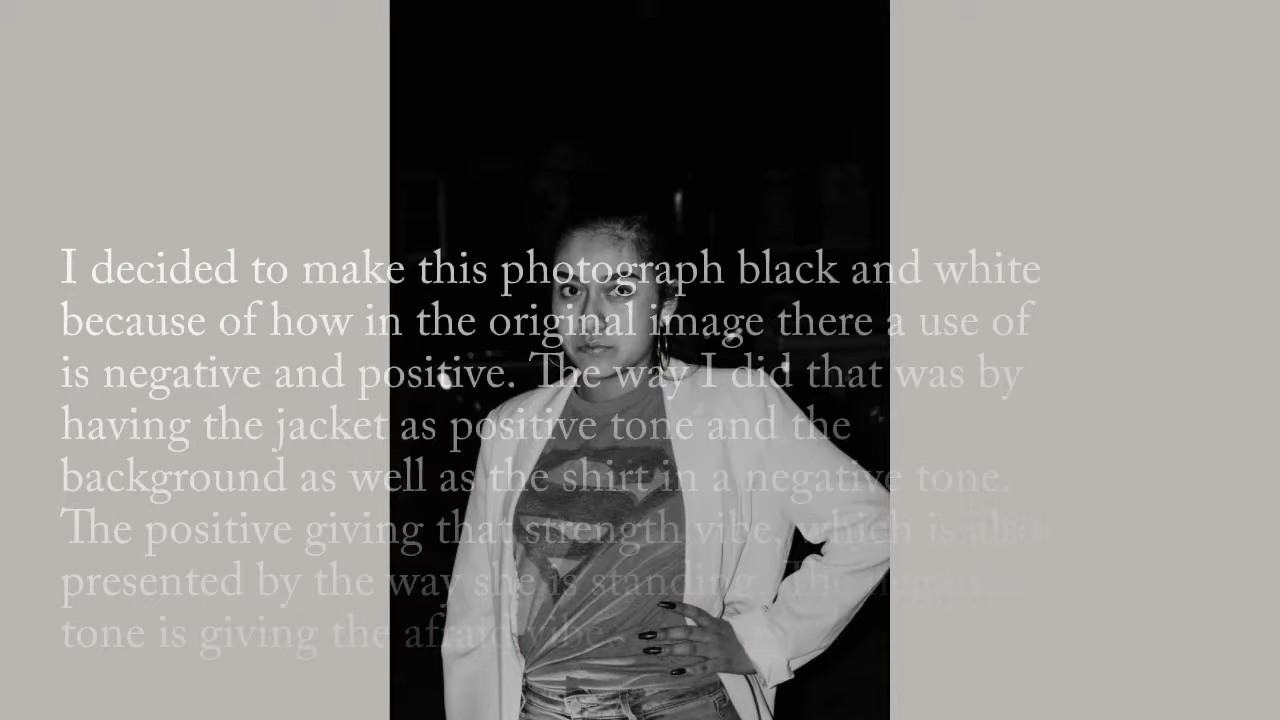 I decided to make this photograph black and white
because of how in the original image there a use of
is negative and positive. The way I did that was by
having the jacket as positive tone and the
background as well as the shirt in a negative tone.
The positive giving that strength vibe, which is also
presented by the way she is standing. The negative
tone is giving the afraid vibe.